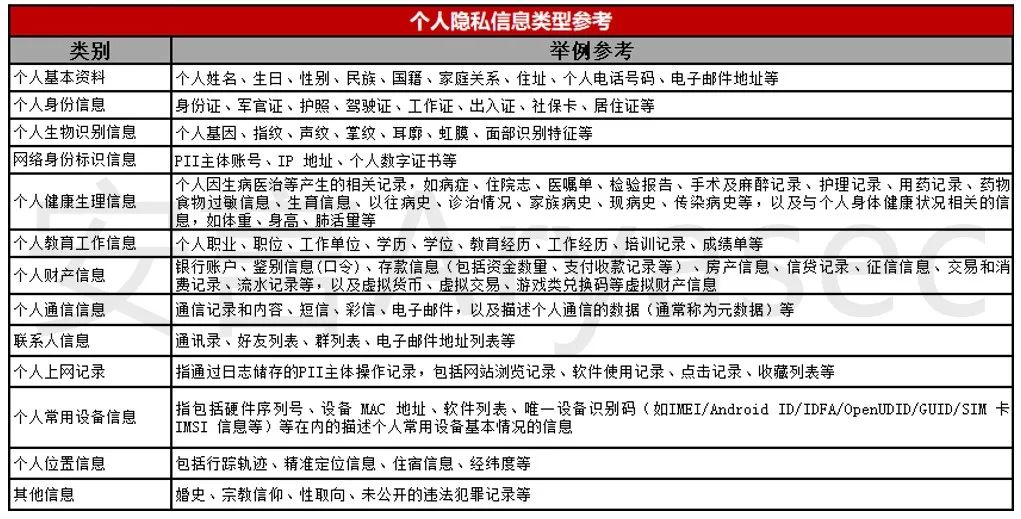 个人隐私信息类型参考
类别 举例参考
个人基本资料 个人姓名、生日、性别、民族、国籍、家庭关系、住址、个人电话号码、电子邮件地址等
个人身份信息 身份证、军官证、护照、驾驶证、工作证、出入证、社保卡、居住证等
个人生物识别信息 个人基因、指纹、声纹、掌纹、耳廓、虹膜、面部识别特征等
网络身份标识信息 PII主体账号、IP 地址、个人数字证书等
个人健康生理信息 个人因生病医治等产生的相关记录，如病症、住院志、医嘱单、检验报告、手术及麻醉记录、护理记录、用药记录、药物
食物过敏信息、生育信息、以往病史、诊治情况、家族病史、现病史、传染病史等，以及与个人身体健康状况相关的信
息，如体重、身高、肺活量等
个人教育工作信息 个人职业、职位、工作单位、学历、学位、教育经历、工作经历、培训记录、成绩单等
个人财产信息 银行账户、鉴别信息(口令)、存款信息（包括资金数量、支付收款记录等）、房产信息、信贷记录、征信信息、交易和消
费记录、流水记录等，以及虚拟货币、虚拟交易、游戏类兑换码等虚拟财产信息
个人通信信息 通信记录和内容、短信、彩信、电子邮件，以及描述个人通信的数据（通常称为元数据）等
联系人信息 通讯录、好友列表、群列表、电子邮件地址列表等
个人上网记录 指通过日志储存的PII主体操作记录，包括网站浏览记录、软件使用记录、点击记录、收藏列表等
个人常用设备信息 指包括硬件序列号、设备 MAC 地址、软件列表、唯一设备识别码（如IMEI/Android ID/IDFA/OpenUDID/GUID/SIM 卡
IMSI 信息等）等在内的描述个人常用设备基本情况的信息
个人位置信息 包括行踪轨迹、精准定位信息、住宿信息、经纬度等
其他信息 婚史、宗教信仰、性取向、未公开的违法犯罪记录等